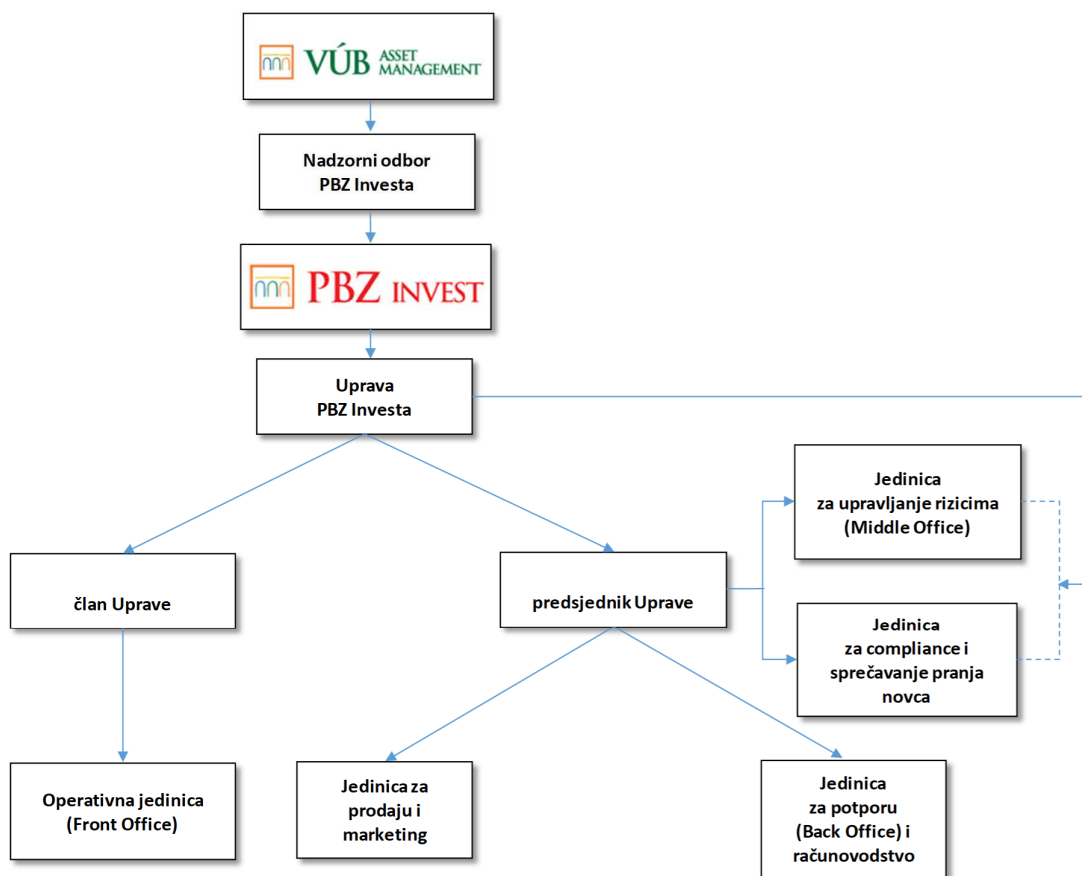 VÚB ASSET
MANAGEMENT
Nadzorni odbor
PBZ Investa
PBZ INVEST
Uprava
PBZ Investa
Jedinica
za upravljanje rizicima
(Middle Office)
član Uprave
predsjednik Uprave
Jedinica
za compliance i
sprečavanje pranja
novca
Operativna jedinica
(Front Office)
Jedinica za
prodaju i
marketing
Jedinica
za potporu
(Back Office) i
računovodstvo